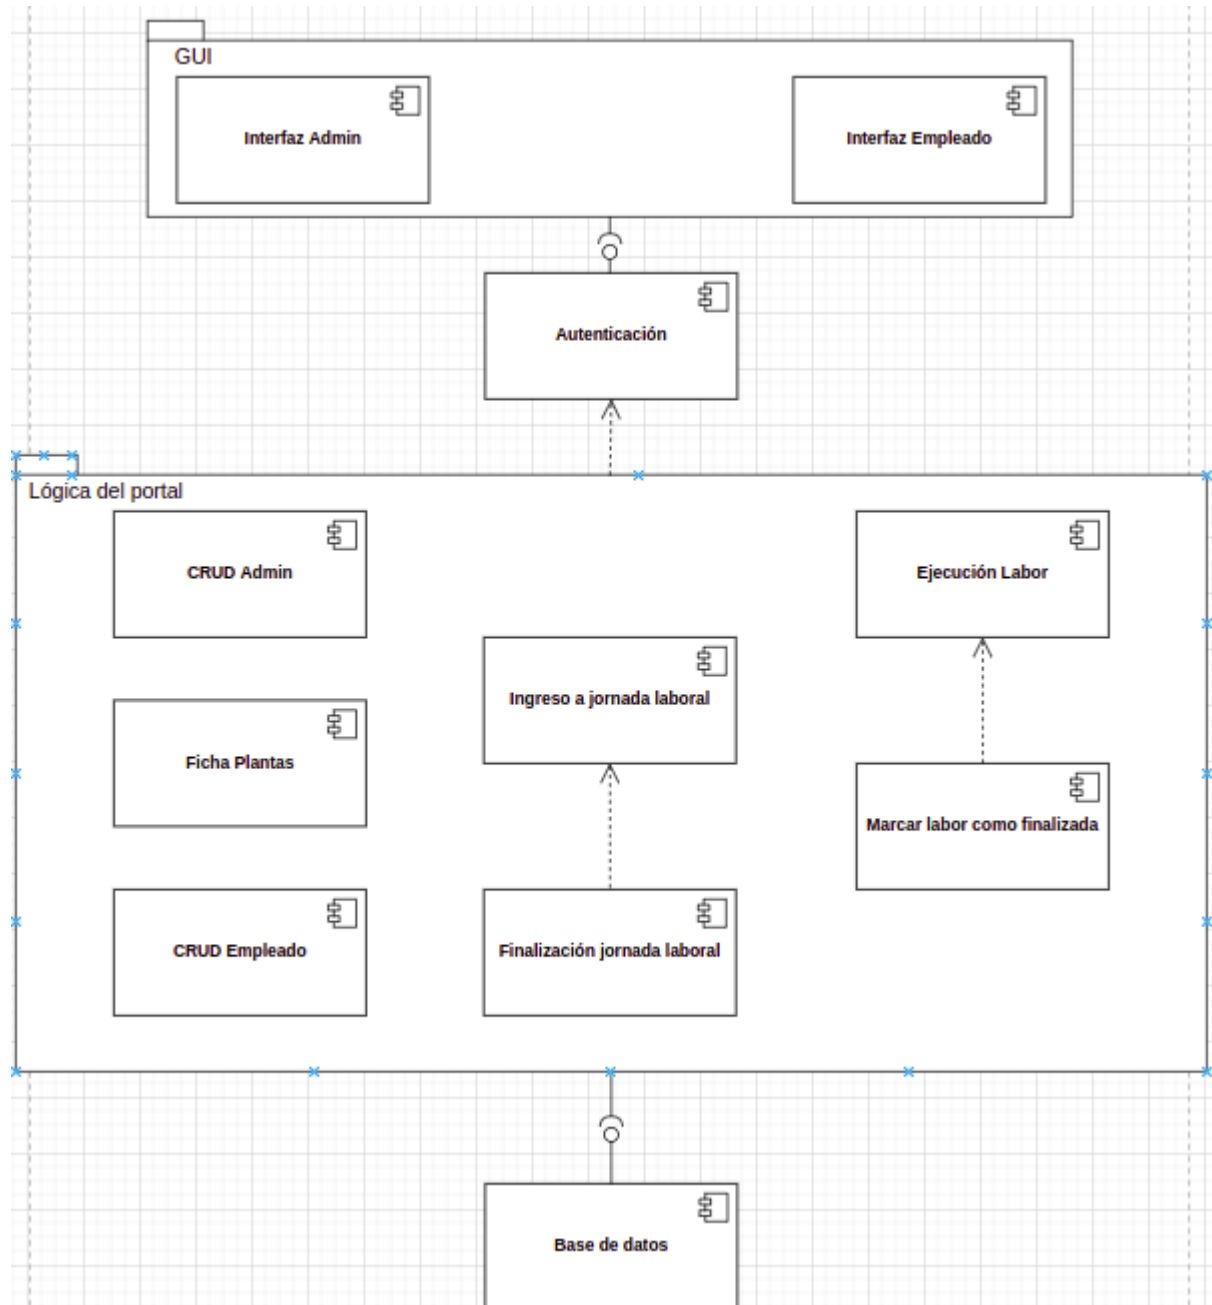 GUI
Interfaz Admin
Interfaz Empleado
Autenticación
Lógica del portal
CRUD Admin
Ejecución Labor
Ingreso a jornada laboral
Ficha Plantas
Marcar labor como finalizada
CRUD Empleado
Finalización jornada laboral
Base de datos